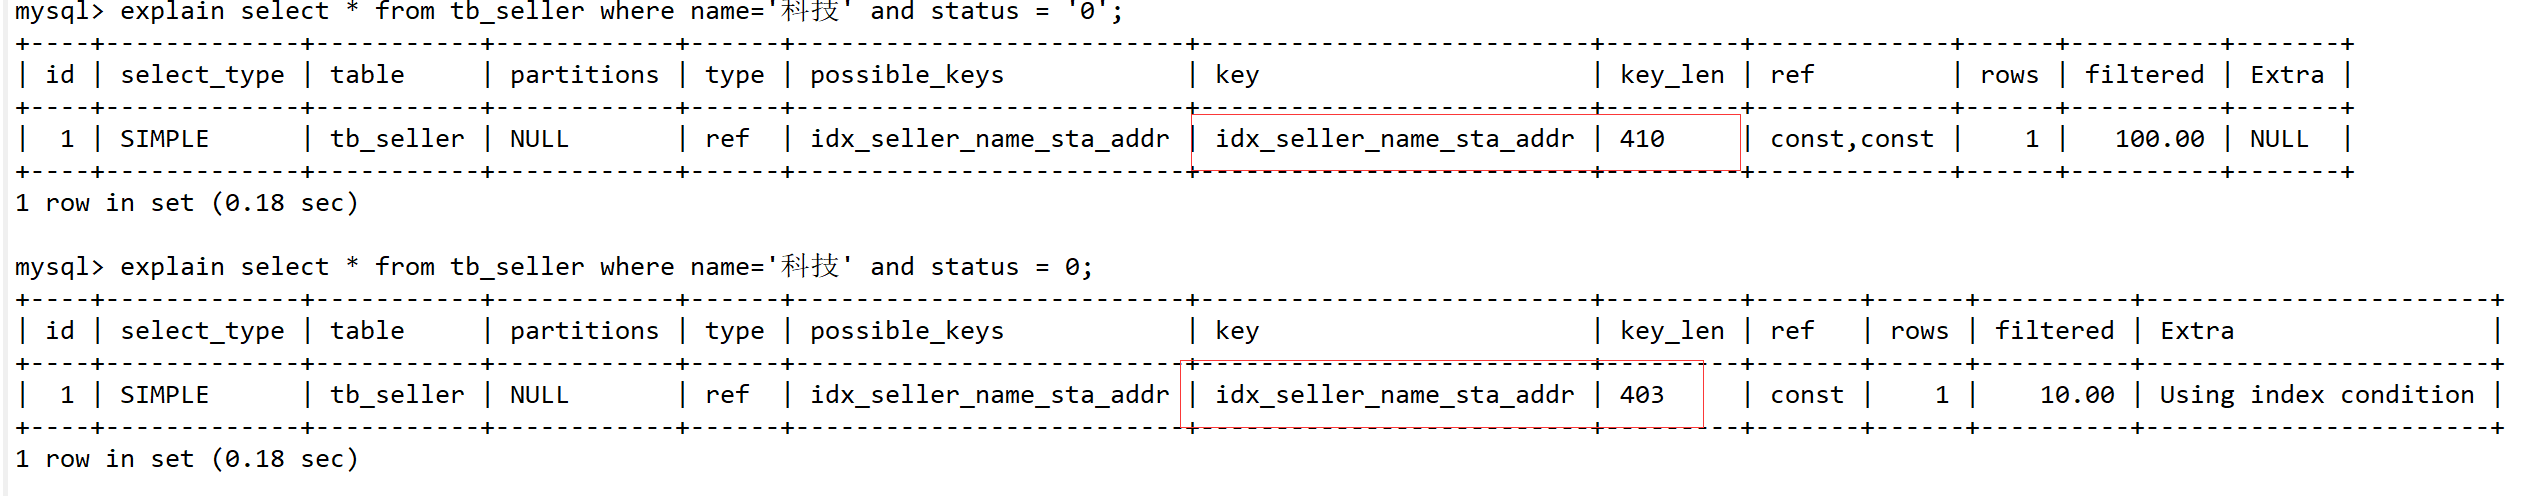 mysql> explain select * from tb_seller where name='科技' and status = '0';
+----+-------------+-----------+------------+------+--------------------------+--------------------------+---------+-------------+------+----------+-------+
| id | select_type | table     | partitions | type | possible_keys            | key                      | key_len | ref         | rows | filtered | Extra |
+----+-------------+-----------+------------+------+--------------------------+--------------------------+---------+-------------+------+----------+-------+
|  1 | SIMPLE      | tb_seller | NULL       | ref  | idx_seller_name_sta_addr | idx_seller_name_sta_addr | 410     | const,const |    1 |   100.00 | NULL  |
+----+-------------+-----------+------------+------+--------------------------+--------------------------+---------+-------------+------+----------+-------+
1 row in set (0.18 sec)

mysql> explain select * from tb_seller where name='科技' and status = 0;
+----+-------------+-----------+------------+------+--------------------------+--------------------------+---------+-------+------+----------+-----------------------+
| id | select_type | table     | partitions | type | possible_keys            | key                      | key_len | ref   | rows | filtered | Extra                 |
+----+-------------+-----------+------------+------+--------------------------+--------------------------+---------+-------+------+----------+-----------------------+
|  1 | SIMPLE      | tb_seller | NULL       | ref  | idx_seller_name_sta_addr | idx_seller_name_sta_addr | 403     | const |    1 |    10.00 | Using index condition |
+----+-------------+-----------+------------+------+--------------------------+--------------------------+---------+-------+------+----------+-----------------------+
1 row in set (0.18 sec)